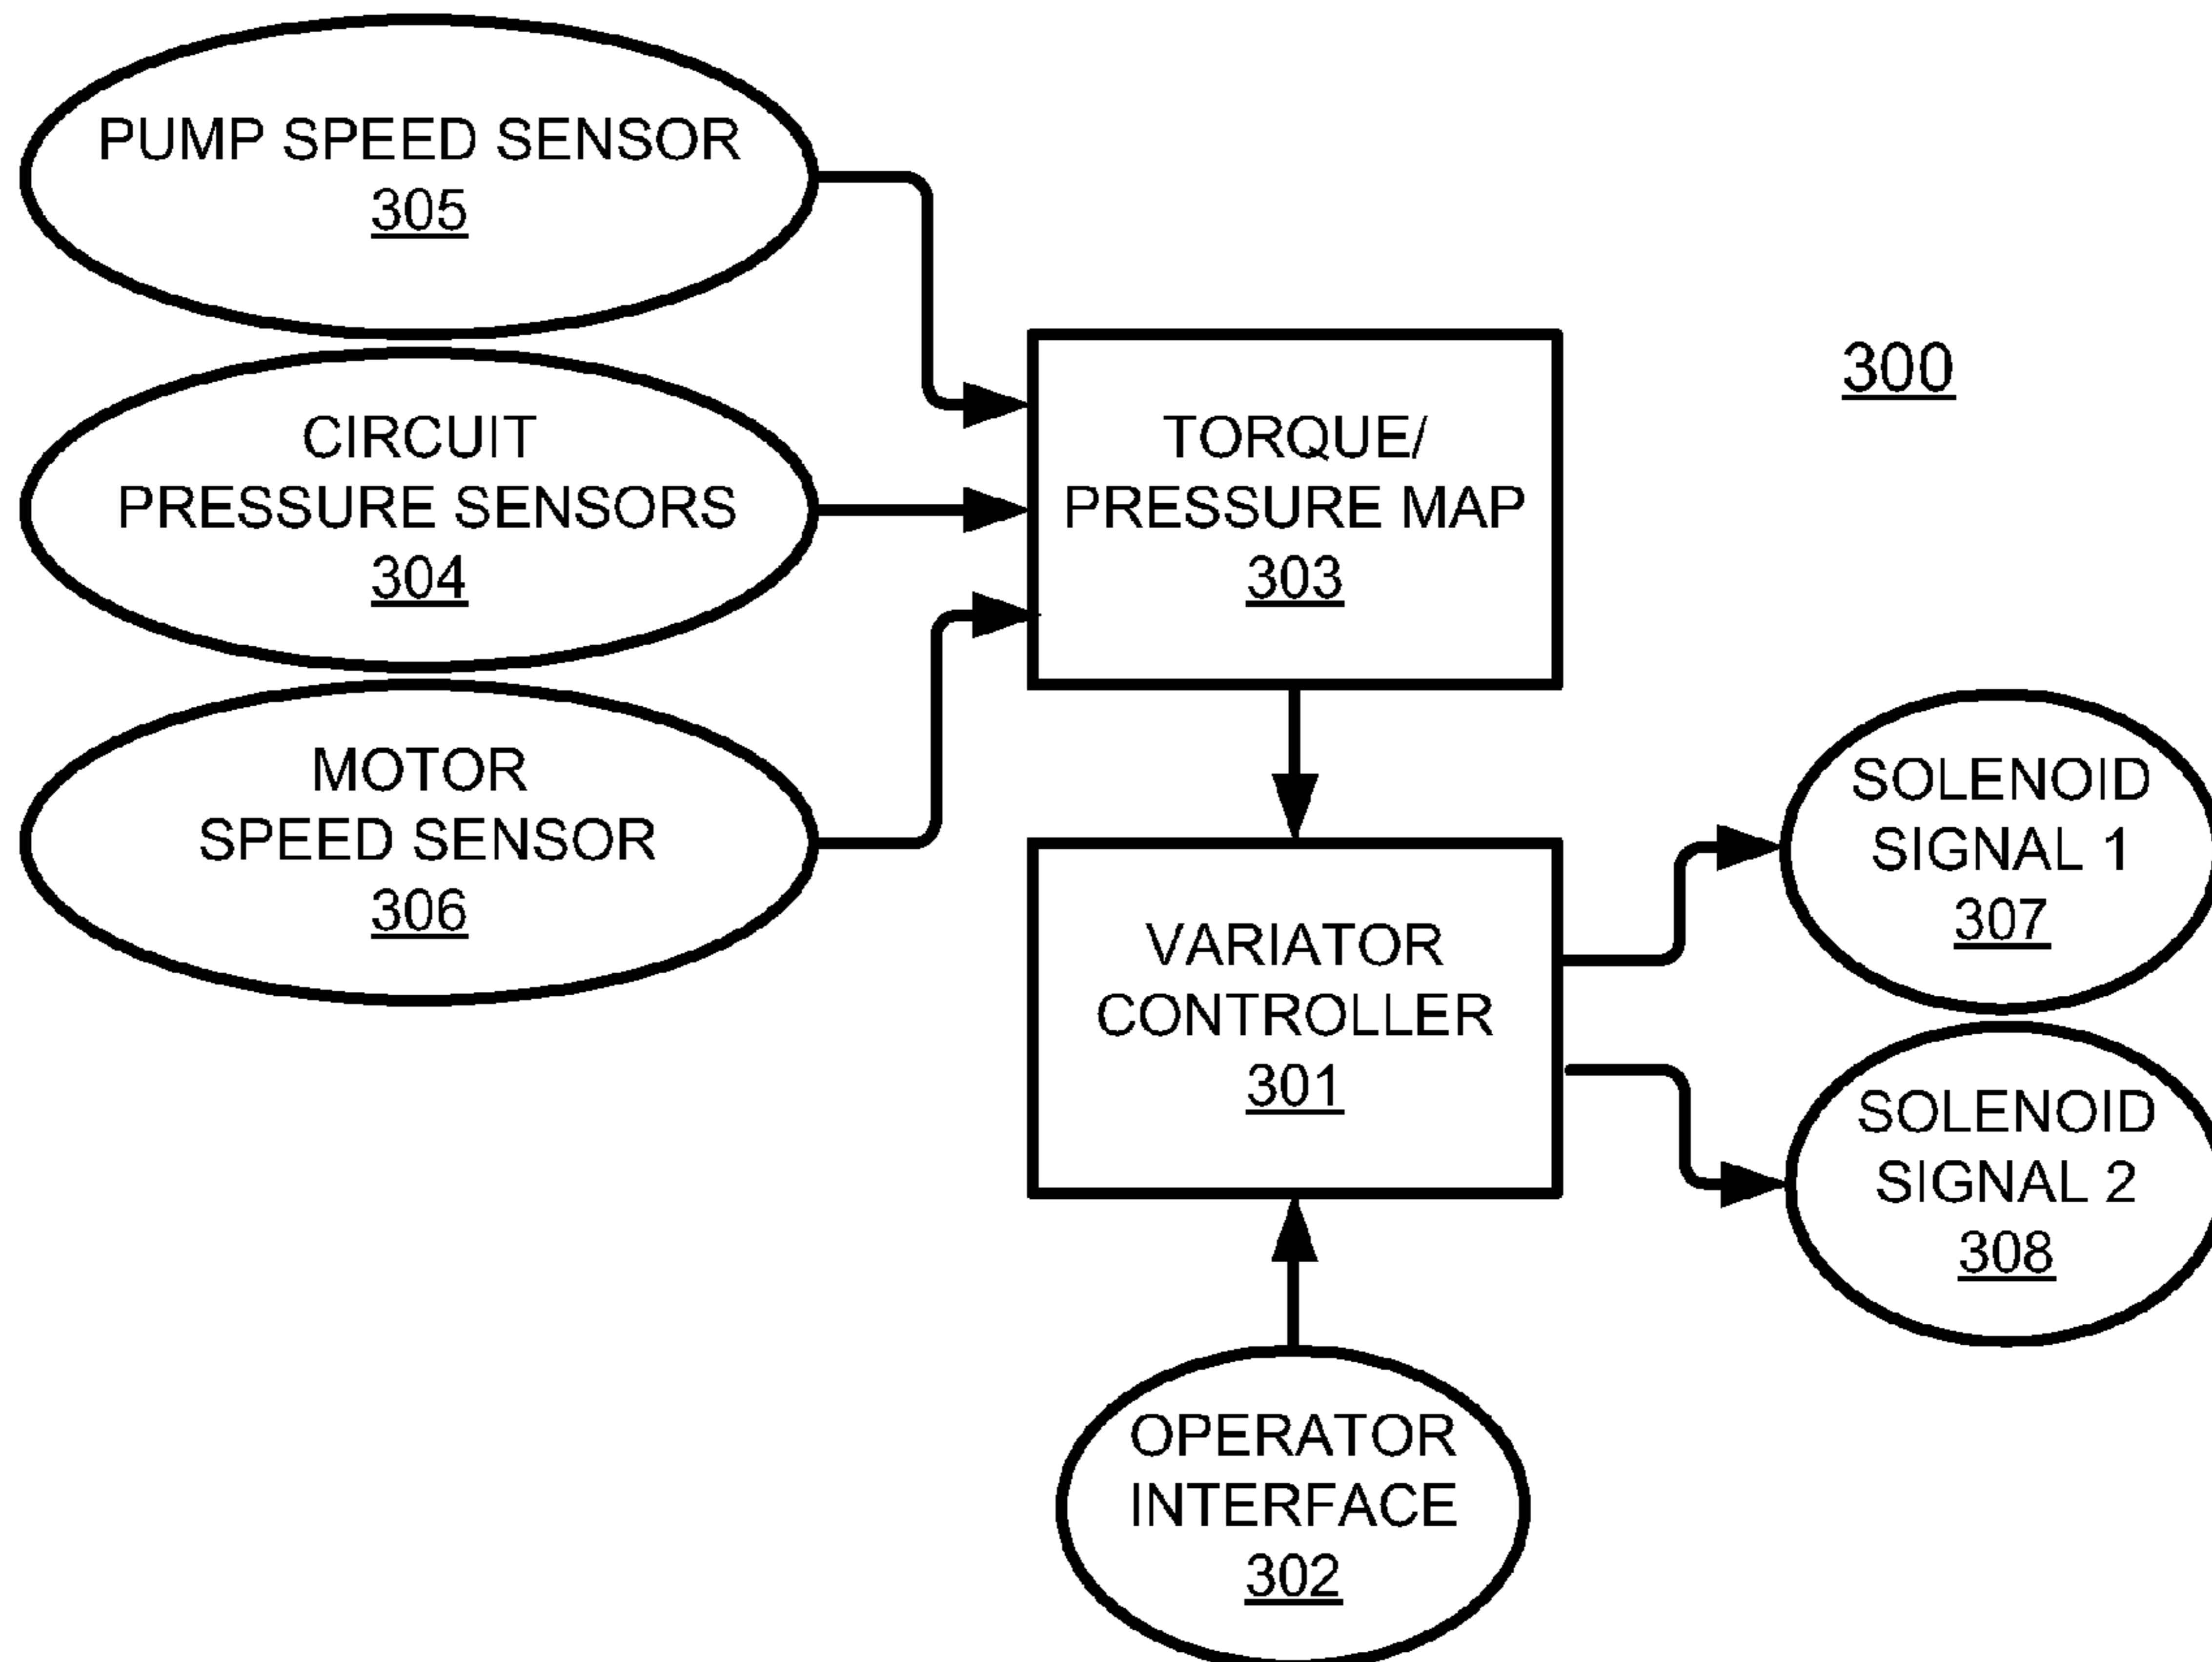 PUMP SPEED SENSOR
305
CIRCUIT
PRESSURE SENSORS
304
MOTOR
SPEED SENSOR
306
TORQUE/
PRESSURE MAP
303
300
VARIATOR
CONTROLLER
301
SOLENOID
SIGNAL 1
307
SOLENOID
SIGNAL 2
308
OPERATOR
INTERFACE
302